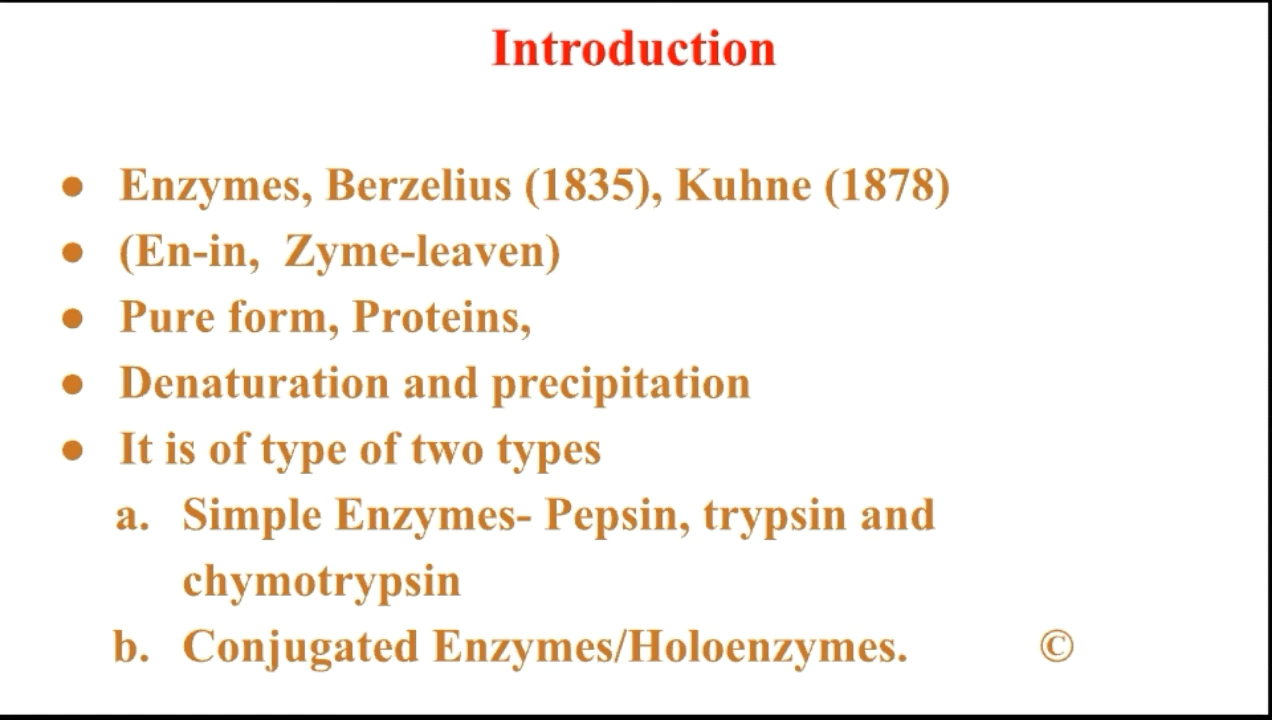 Introduction
● Enzymes, Berzelius (1835), Kuhne (1878)
● (En-in, Zyme-leaven)
● Pure form, Proteins,
● Denaturation and precipitation
● It is of type of two types
a. Simple Enzymes- Pepsin, trypsin and
chymotrypsin
b. Conjugated Enzymes/Holoenzymes. ©